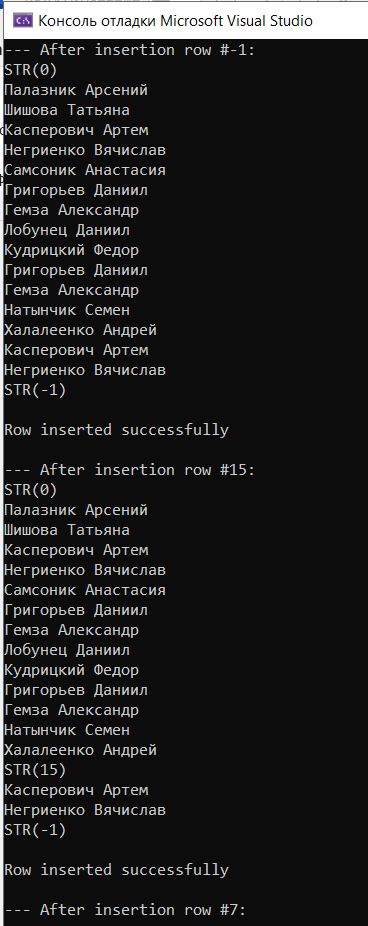 Консоль отладки Microsoft Visual Studio
--- After insertion row #-1:
STR(0)
Палазник Арсений
Шишова Татьяна
Касперович Артем
Негриенко Вячислав
Самсоник Анастасия
Григорьев Даниил
Гемза Александр
Лобунец Даниил
Кудрицкий Федор
Григорьев Даниил
Гемза Александр
Натынчик Семен
Халалеенко Андрей
Касперович Артем
Негриенко Вячислав
STR(-1)
Row inserted successfully
--- After insertion row #15:
STR(0)
Палазник Арсений
Шишова Татьяна
Касперович Артем
Негриенко Вячислав
Самсоник Анастасия
Григорьев Даниил
Гемза Александр
Лобунец Даниил
Кудрицкий Федор
Григорьев Даниил
Гемза Александр
Натынчик Семен
Халалеенко Андрей
STR(15)
Касперович Артем
Негриенко Вячислав
STR(-1)
Row inserted successfully
--- After insertion row #7: